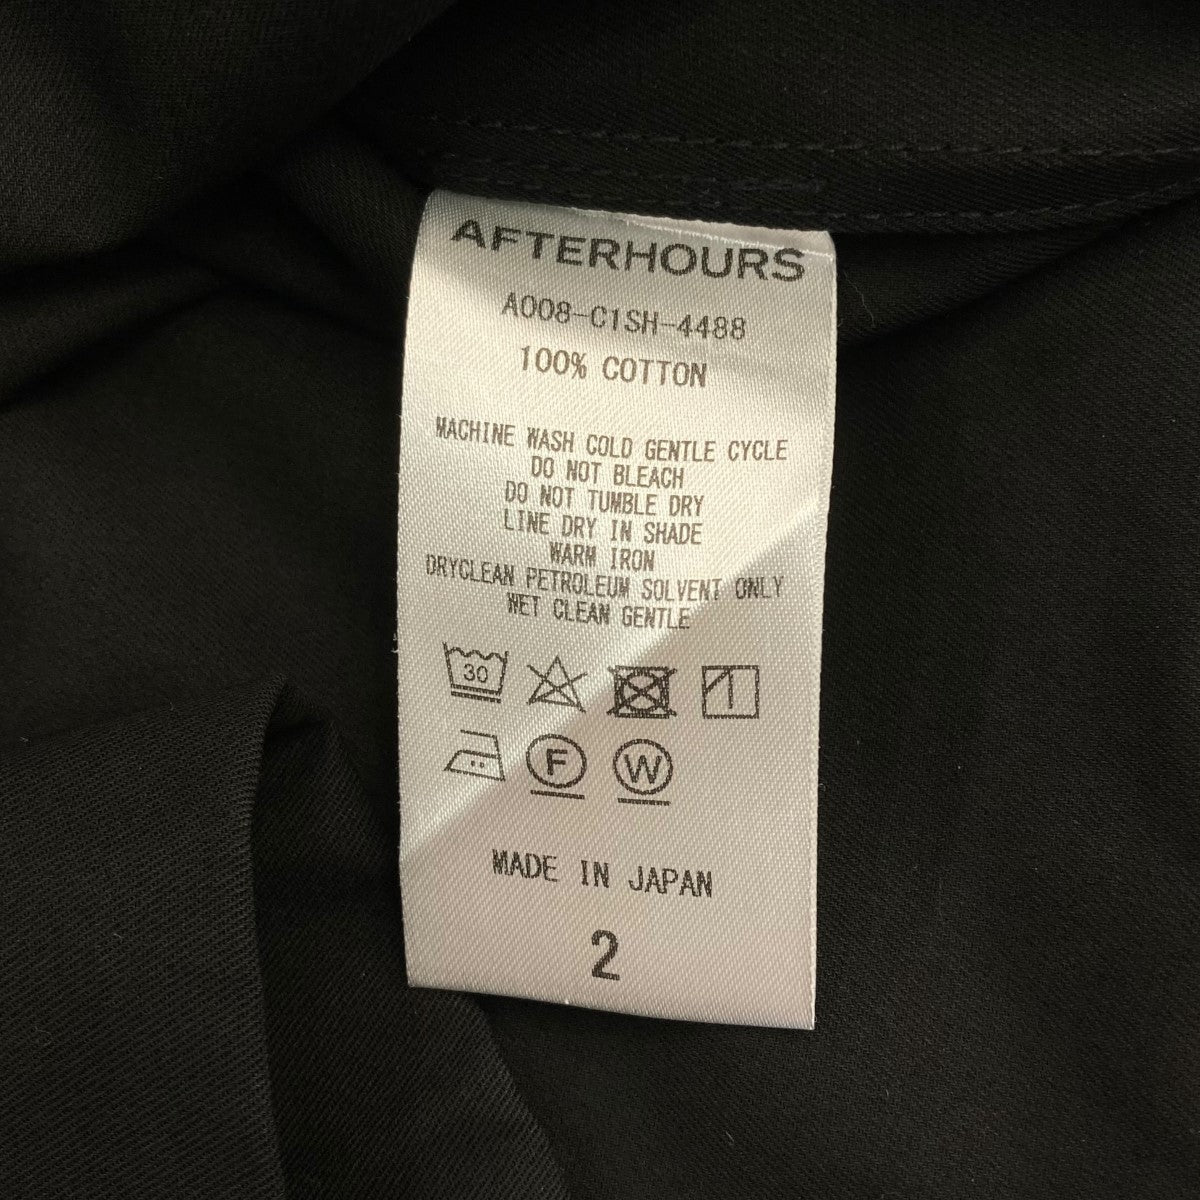 AFTERHOURS
A008-C1SH-4488
100% COTTON
MACHINE WASH COLD GENTLE CYCLE
DO NOT BLEACH
DO NOT TUMBLE DRY
LINE DRY IN SHADE
WARM IRON
DRYCLEAN PETROLEUM SOLVENT ONLY
WET CLEAN GENTLE
30
F W
MADE IN JAPAN
2